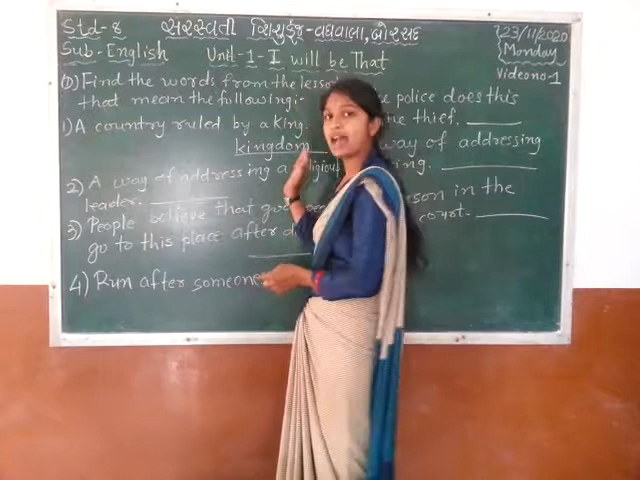 Std-8 સરસ્વતી શિશુકુંજ-વઘવાલા, બોરસદ 23/11/2020
Sub-English Unit-1-I will be That Monday
Video no-1
Find the words from the lesson
that mean the following:- police does this
1) A country ruled by a king. thief.
kingdom way of addressing
2) A way of addressing a religious
leader.
3) People believe that in the
go to this place after court-
4) Run after someone